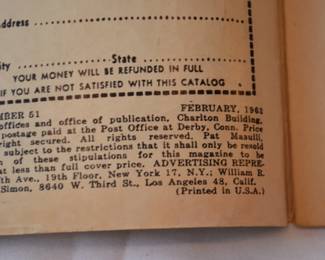 Address
ity State
YOUR MONEY WILL BE REFUNDED IN FULL
IF YOU ARE NOT SATISFIED WITH THIS CATALOG
MBER 51 FEBRUARY, 1961
offices and office of publication, Charlton Building,
postage paid at the Post Office at Derby, Conn. Price
right secured. All rights reserved. Pat Masulli,
subject to the restrictions that it shall only be resold
n of these stipulations for this magazine to be
at less than full cover price. ADVERTISING REPRE-
th Ave., 19th Floor, New York 17, N.Y.; William R.
Simon, 8640 W. Third St., Los Angeles 48, Calif.
(Printed in U.S.A.)